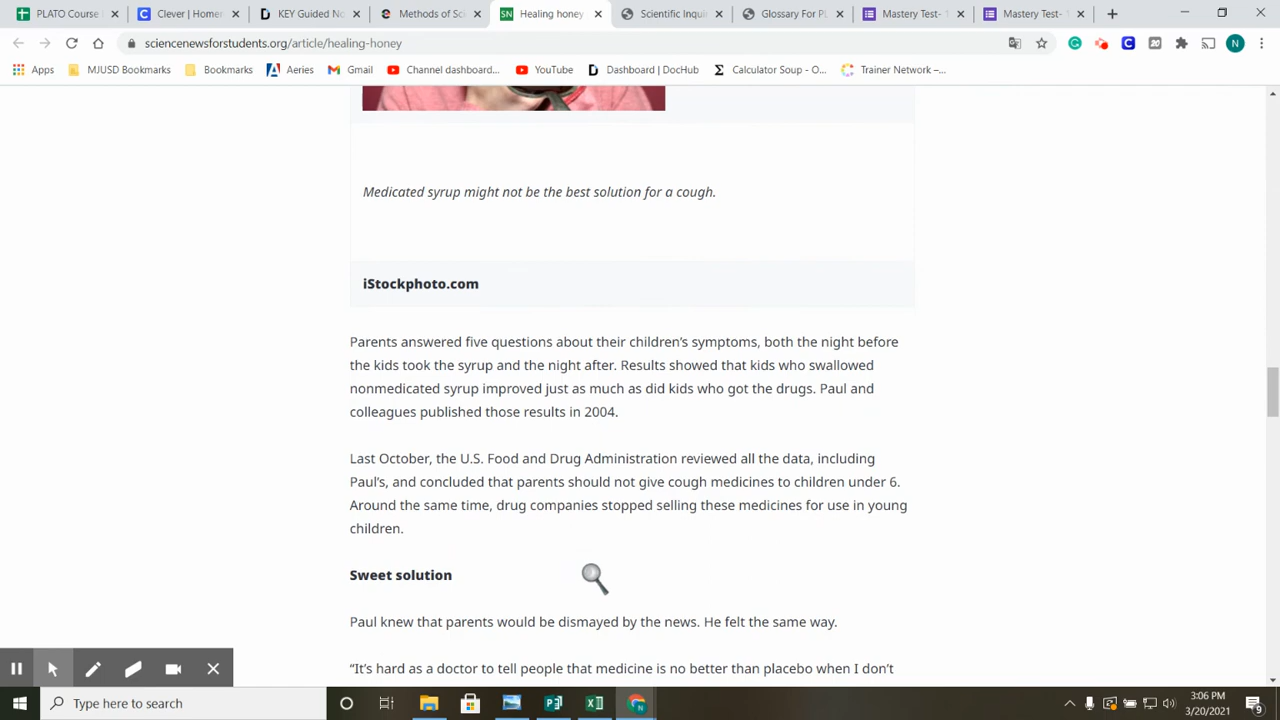 PLATO Course
Clever | Home
KEY Guided No
Methods of Sci
SN Healing honey
Scientific Inqui
Glossary For PL
Mastery Test-
Mastery Test-
sciencenewsforstudents.org/article/healing-honey
N
Apps
MJUSD Bookmarks
Bookmarks
Aeries
Gmail
Channel dashboard...
YouTube
Dashboard | DocHub
Calculator Soup - O...
Trainer Network –...
Medicated syrup might not be the best solution for a cough.
iStockphoto.com
Parents answered five questions about their children’s symptoms, both the night before
the kids took the syrup and the night after. Results showed that kids who swallowed
nonmedicated syrup improved just as much as did kids who got the drugs. Paul and
colleagues published those results in 2004.
Last October, the U.S. Food and Drug Administration reviewed all the data, including
Paul’s, and concluded that parents should not give cough medicines to children under 6.
Around the same time, drug companies stopped selling these medicines for use in young
children.
Sweet solution
Paul knew that parents would be dismayed by the news. He felt the same way.
“It’s hard as a doctor to tell people that medicine is no better than placebo when I don’t
Type here to search
3:06 PM
3/20/2021